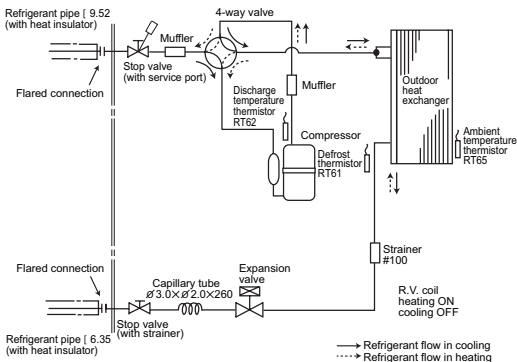 Refrigerant pipe [ 9.52
(with heat insulator)
4-way valve
Muffler
Stop valve
(with service port)
Flared connection
Muffler
Discharge
temperature
thermistor
RT62
Compressor
Defrost
thermistor
RT61
Outdoor
heat
exchanger
Ambient
temperature
thermistor
RT65
Strainer
#100
Flared connection
Capillary tube
Ø3.0×Ø2.0×260
Expansion
valve
R.V. coil
heating ON
cooling OFF
Refrigerant pipe [ 6.35
(with heat insulator)
Stop valve
(with strainer)
Refrigerant flow in cooling
Refrigerant flow in heating